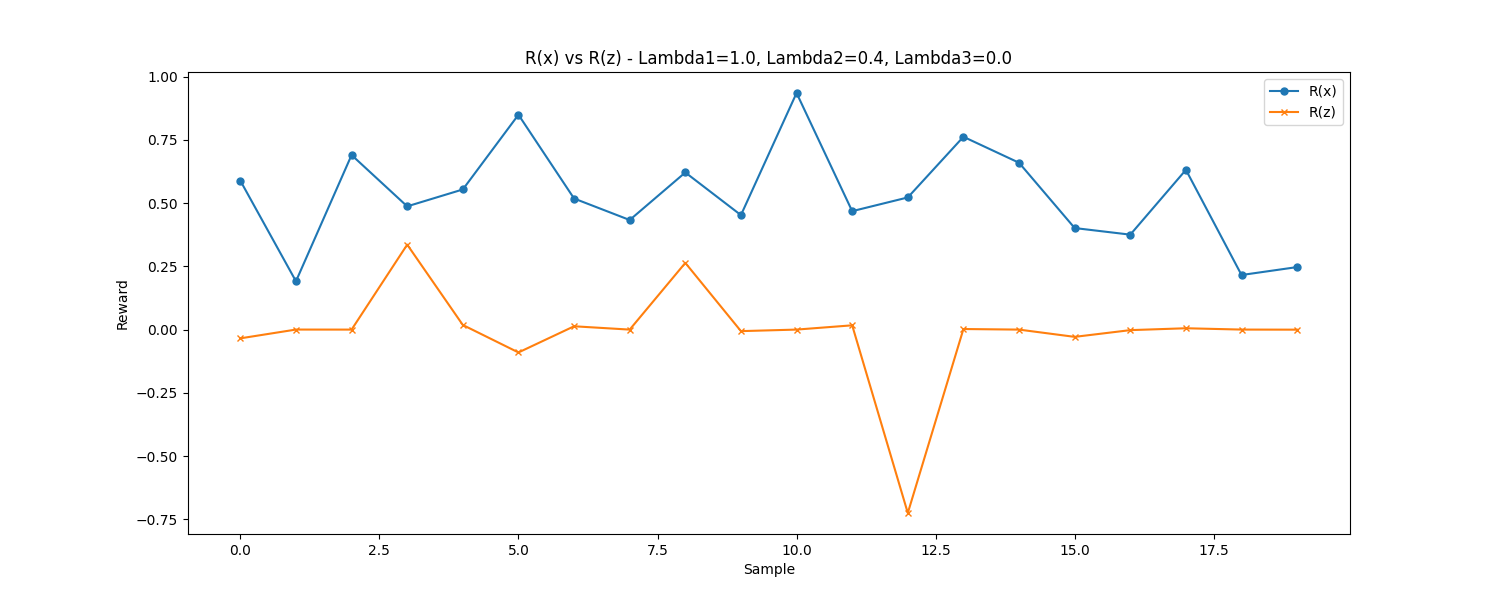 R(x) vs R(z) - Lambda1=1.0, Lambda2=0.4, Lambda3=0.0
R(x)
R(z)
1.00
0.75
0.50
0.25
0.00
−0.25
−0.50
−0.75
Reward
0.0 2.5 5.0 7.5 10.0 12.5 15.0 17.5
Sample